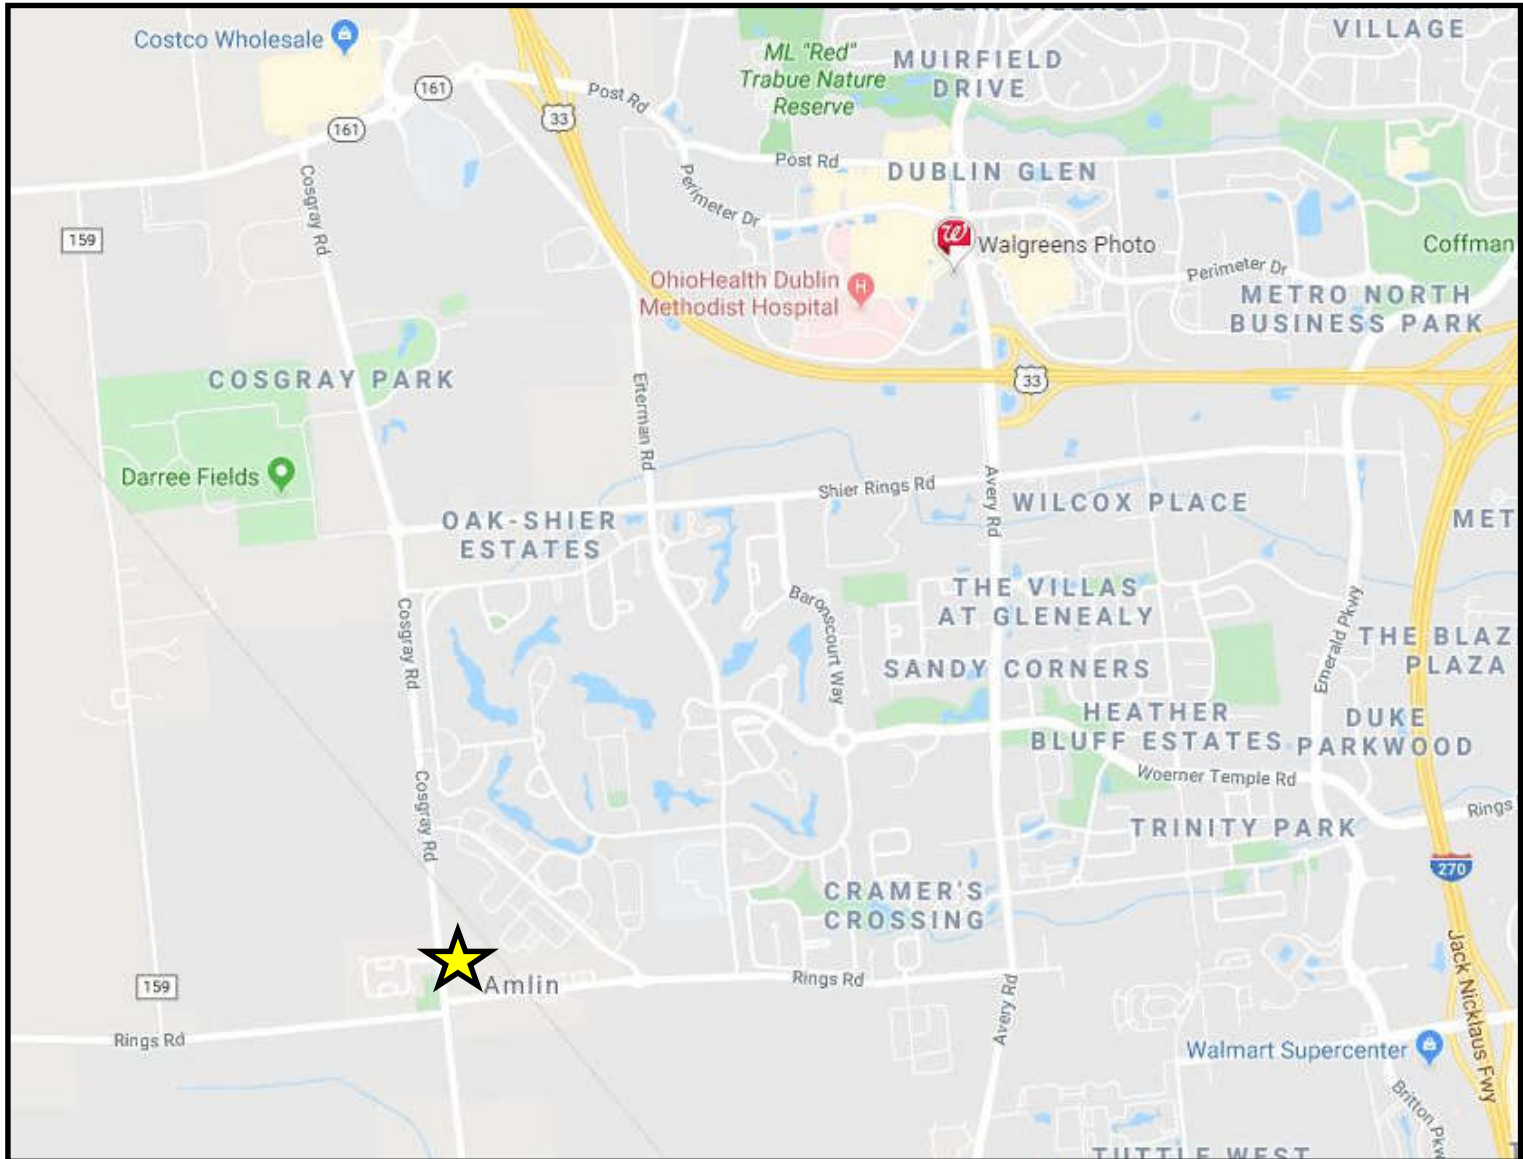 VILLAGE
Costco Wholesale
ML "Red"
Trabue Nature
Reserve
MUIRFIELD
DRIVE
161
Post Rd
33
161
Post Rd
DUBLIN GLEN
Cosgray Rd
Perimeter Dr
159
Walgreens Photo
Coffman
OhioHealth Dublin
Methodist Hospital
H
Perimeter Dr
METRO NORTH
BUSINESS PARK
COSGRAY PARK
33
Eiterman Rd
Darree Fields
Shier Rings Rd
Avery Rd
WILCOX PLACE
OAK-SHIER
ESTATES
MET
THE VILLAS
AT GLENEALY
Baronscourt Way
Cosgray Rd
Emerald Pkwy
THE BLAZ
PLAZA
SANDY CORNERS
HEATHER
BLUFF ESTATES
DUKE
PARKWOOD
Woerner Temple Rd
Cosgray Rd
Rings
TRINITY PARK
270
CRAMER'S
CROSSING
Amlin
159
Rings Rd
Avery Rd
Jack Nicklaus Fwy
Rings Rd
Walmart Supercenter
Britton Pkw
TUTTLE WEST